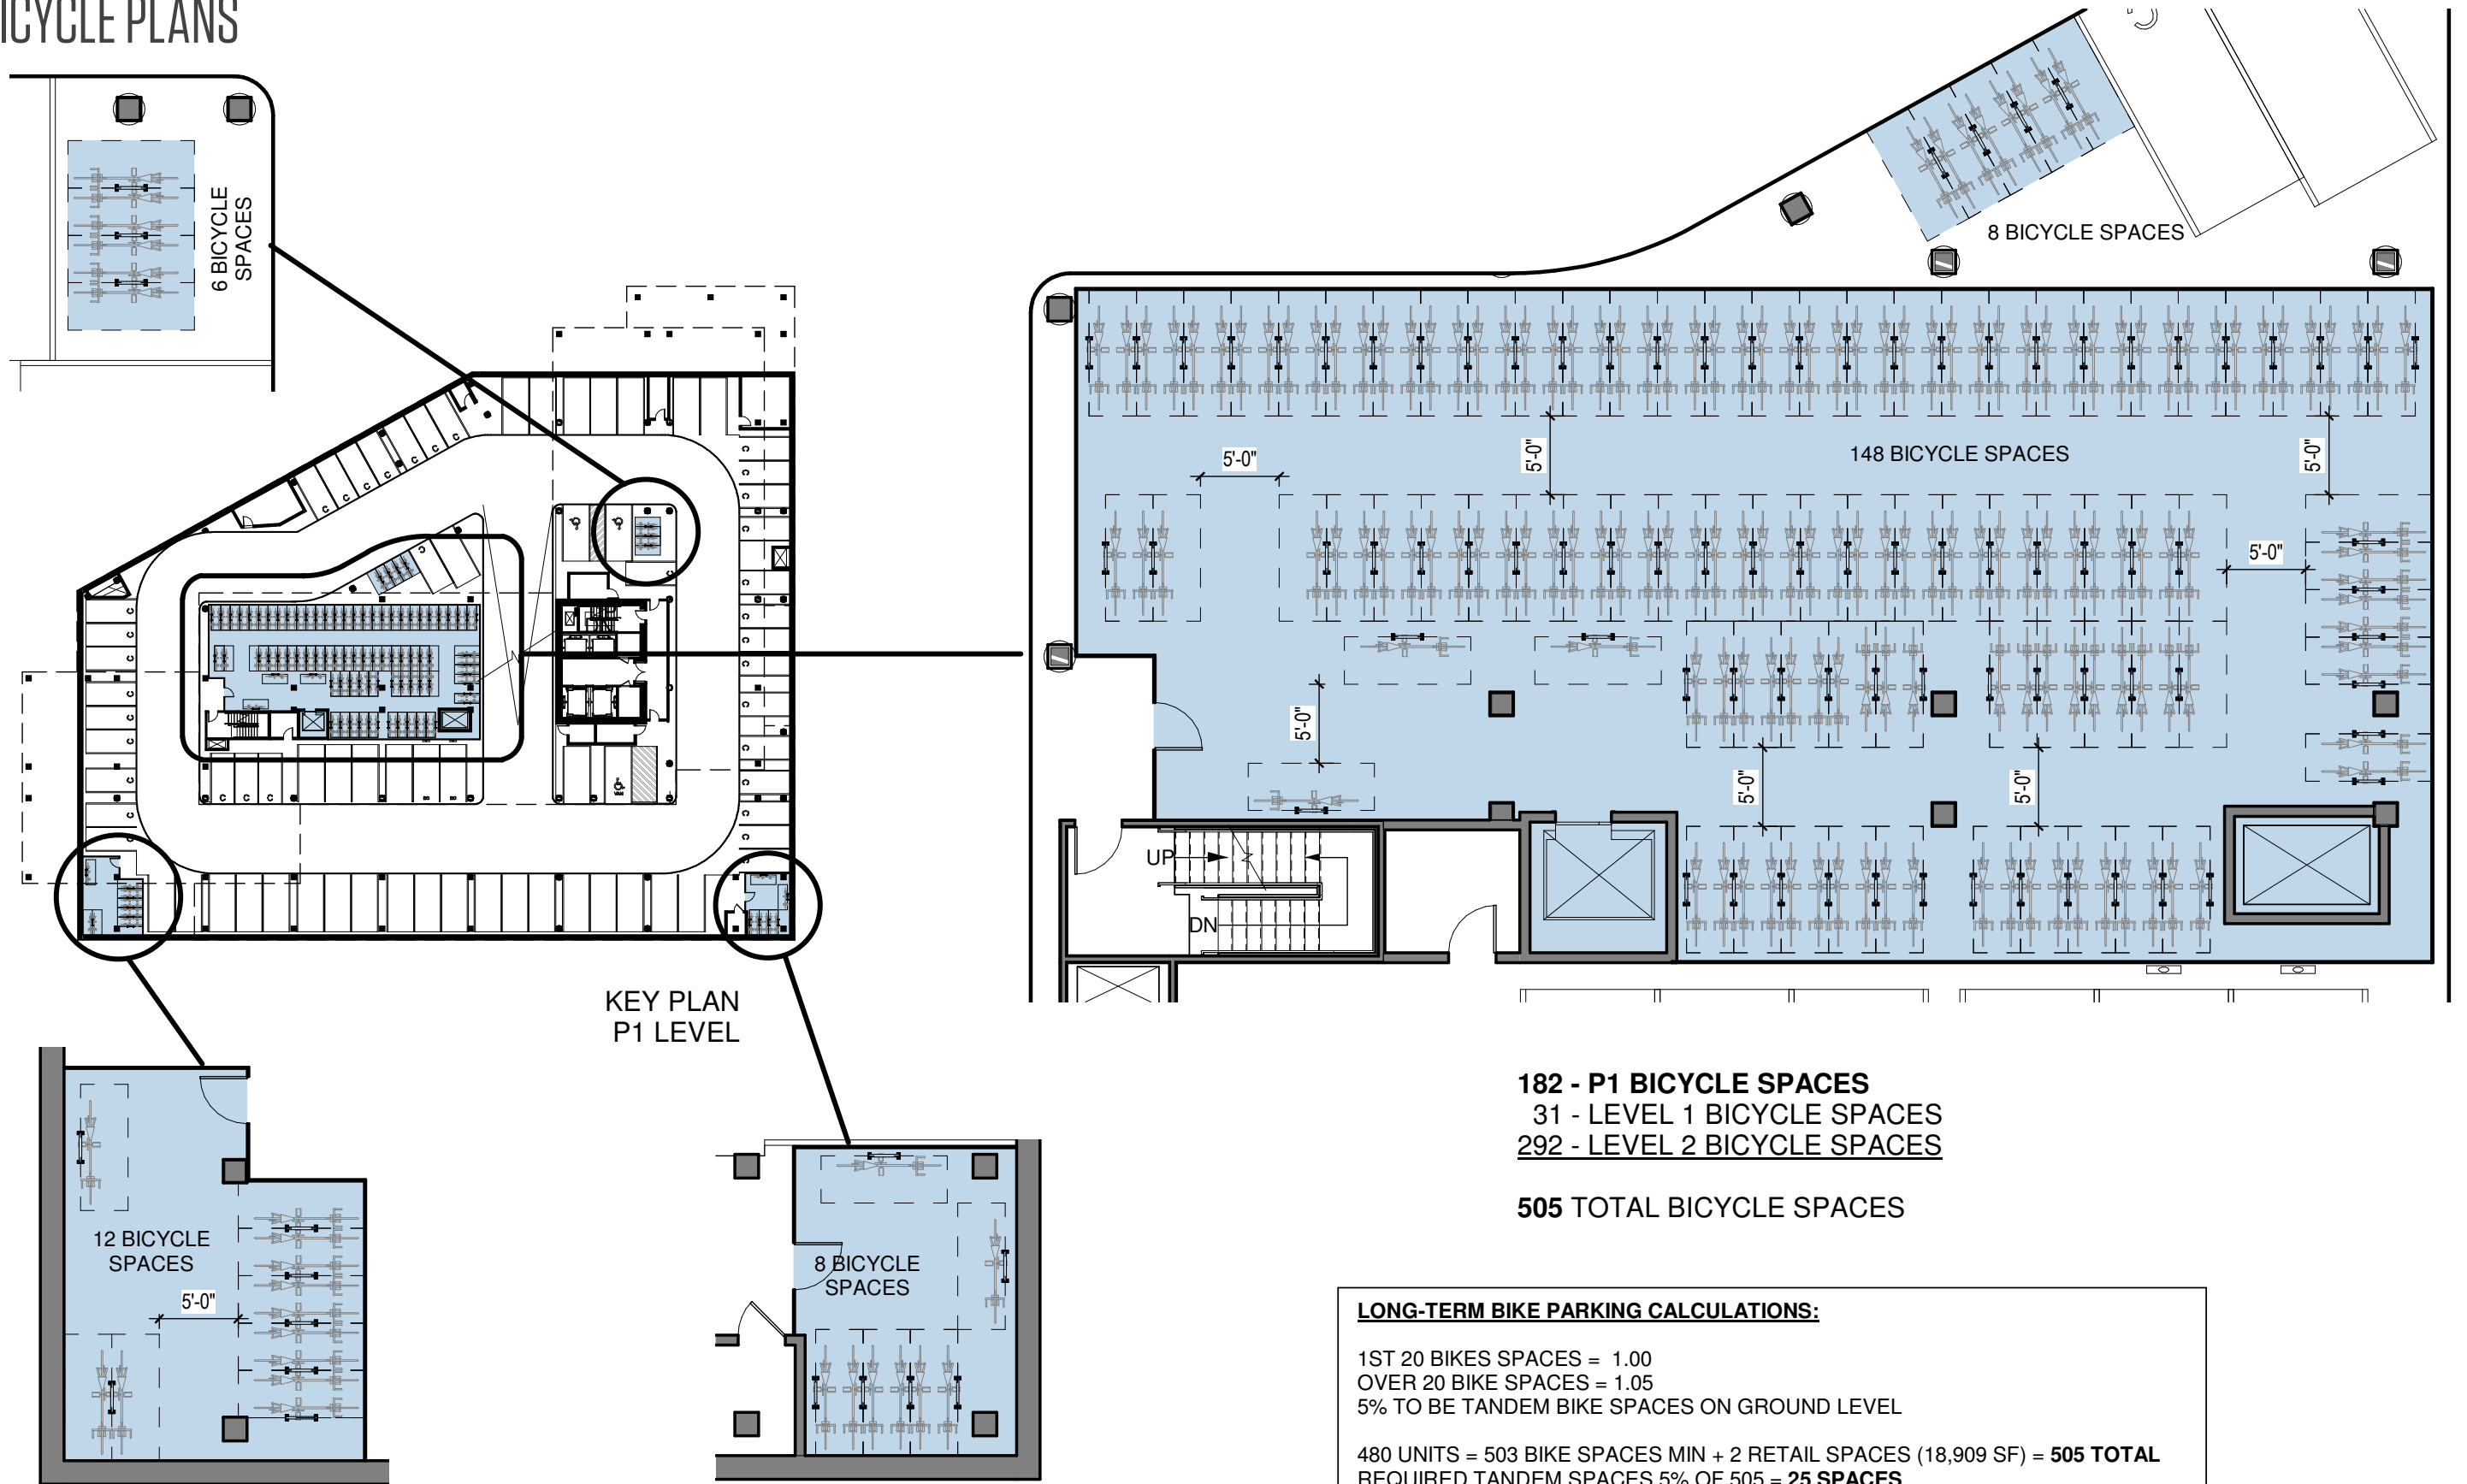 ICYCLE PLANS
6 BICYCLE
SPACES
8 BICYCLE SPACES
148 BICYCLE SPACES
5'-0"
5'-0"
5'-0"
5'-0"
5'-0"
5'-0"
5'-0"
UP
DN
KEY PLAN
P1 LEVEL
12 BICYCLE
SPACES
5'-0"
8 BICYCLE
SPACES
182 - P1 BICYCLE SPACES
31 - LEVEL 1 BICYCLE SPACES
292 - LEVEL 2 BICYCLE SPACES
505 TOTAL BICYCLE SPACES
LONG-TERM BIKE PARKING CALCULATIONS:
1ST 20 BIKES SPACES = 1.00
OVER 20 BIKE SPACES = 1.05
5% TO BE TANDEM BIKE SPACES ON GROUND LEVEL
480 UNITS = 503 BIKE SPACES MIN + 2 RETAIL SPACES (18,909 SF) = 505 TOTAL
REQUIRED TANDEM SPACES 5% OF 505 = 25 SPACES